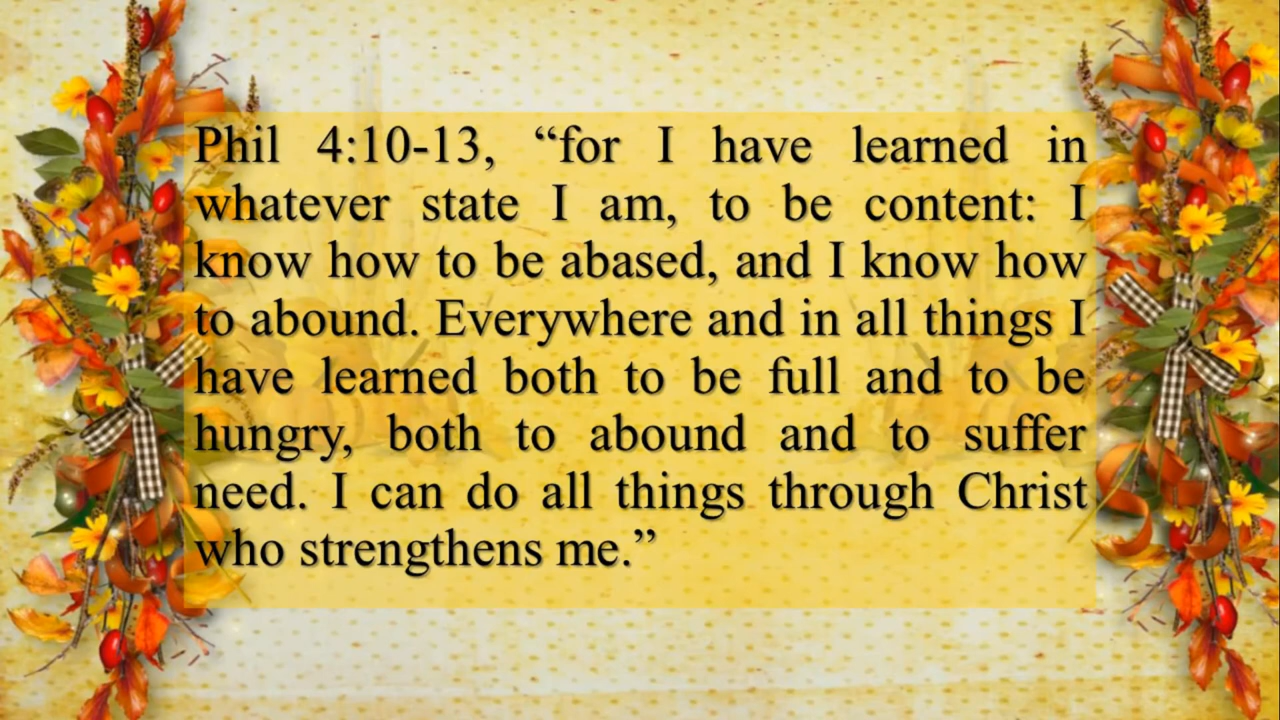 Phil 4:10-13, “for I have learned in
whatever state I am, to be content: I
know how to be abased, and I know how
to abound. Everywhere and in all things I
have learned both to be full and to be
hungry, both to abound and to suffer
need. I can do all things through Christ
who strengthens me.”